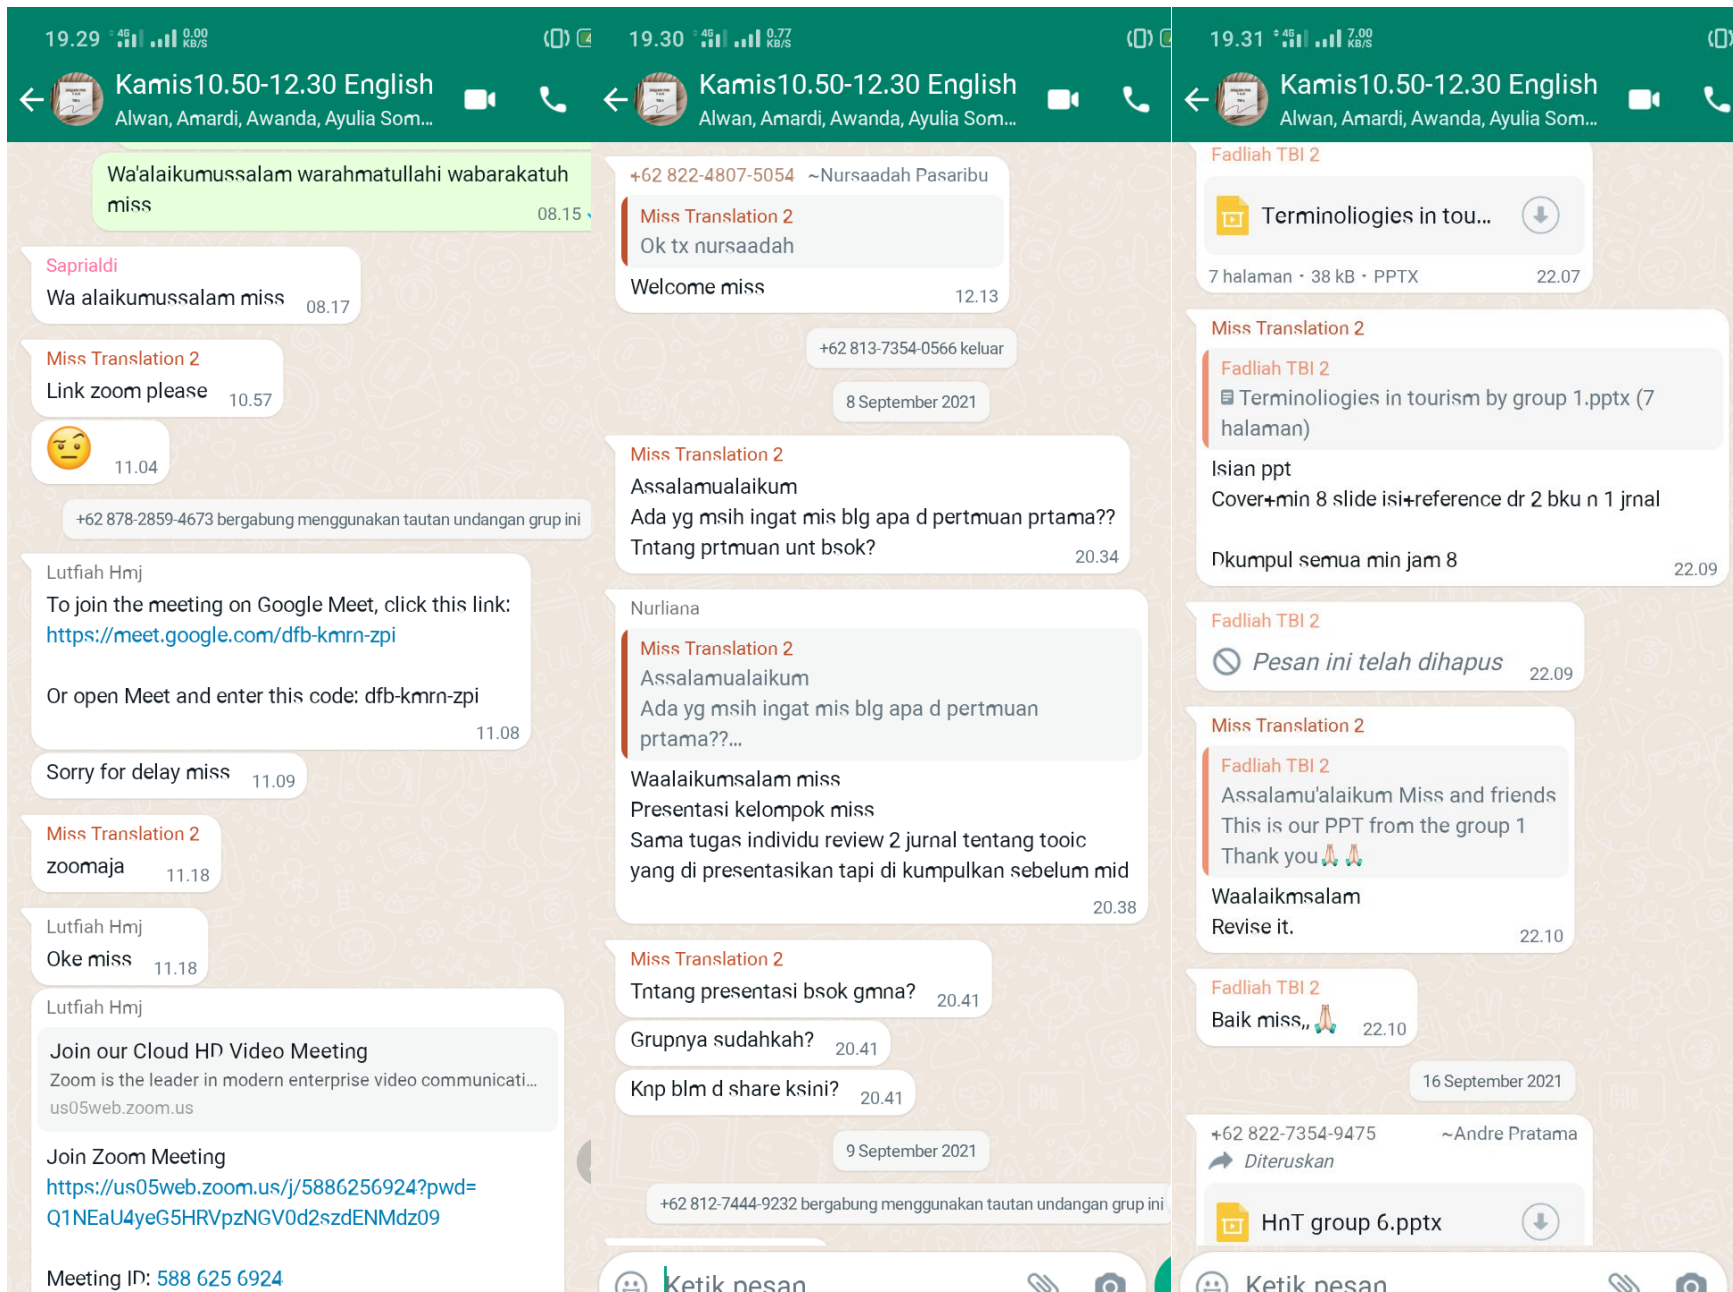 19.29 4G 0.00 KB/S
Kamis10.50-12.30 English
Alwan, Amardi, Awanda, Ayulia Som...
Wa'alaikumussalam warahmatullahi wabarakatuh
miss
08.15
Saprialdi
Wa alaikumussalam miss 08.17
Miss Translation 2
Link zoom please 10.57
11.04
+62 878-2859-4673 bergabung menggunakan tautan undangan grup ini
Lutfiah Hmj
To join the meeting on Google Meet, click this link:
https://meet.google.com/dfb-kmrn-zpi
Or open Meet and enter this code: dfb-kmrn-zpi
11.08
Sorry for delay miss 11.09
Miss Translation 2
zoomaja 11.18
Lutfiah Hmj
Oke miss 11.18
Lutfiah Hmj
Join our Cloud HD Video Meeting
Zoom is the leader in modern enterprise video communicati...
us05web.zoom.us
Join Zoom Meeting
https://us05web.zoom.us/j/5886256924?pwd=
Q1NEaU4yeG5HRVpzNGV0d2szdENMdz09
Meeting ID: 588 625 6924
19.30 4G 0.77 KB/S
Kamis10.50-12.30 English
Alwan, Amardi, Awanda, Ayulia Som...
+62 822-4807-5054 ~Nursaadah Pasaribu
Miss Translation 2
Ok tx nursaadah
Welcome miss 12.13
+62 813-7354-0566 keluar
8 September 2021
Miss Translation 2
Assalamualaikum
Ada yg msih ingat mis blg apa d pertmuan prtama??
Tntang prtmuan unt bsok? 20.34
Nurliana
Miss Translation 2
Assalamualaikum
Ada yg msih ingat mis blg apa d pertmuan
prtama??...
Waalaikumsalam miss
Presentasi kelompok miss
Sama tugas individu review 2 jurnal tentang tooic
yang di presentasikan tapi di kumpulkan sebelum mid
20.38
Miss Translation 2
Tntang presentasi bsok gmna? 20.41
Grupnya sudahkah? 20.41
Knp blm d share ksini? 20.41
9 September 2021
+62 812-7444-9232 bergabung menggunakan tautan undangan grup ini
Ketik pesan
19.31 4G 7.00 KB/S
Kamis10.50-12.30 English
Alwan, Amardi, Awanda, Ayulia Som...
Fadliah TBI 2
Terminoliogies in tou...
7 halaman • 38 kB • PPTX 22.07
Miss Translation 2
Fadliah TBI 2
Terminoliogies in tourism by group 1.pptx (7
halaman)
Isian ppt
Cover+min 8 slide isi+reference dr 2 bku n 1 jrnal
Dkumpul semua min jam 8
22.09
Fadliah TBI 2
Pesan ini telah dihapus 22.09
Miss Translation 2
Fadliah TBI 2
Assalamu'alaikum Miss and friends
This is our PPT from the group 1
Thank you🙏🏻🙏🏻
Waalaikmsalam
Revise it. 22.10
Fadliah TBI 2
Baik miss,,🙏🏻 22.10
16 September 2021
+62 822-7354-9475 ~Andre Pratama
Diteruskan
HnT group 6.pptx
Ketik pesan